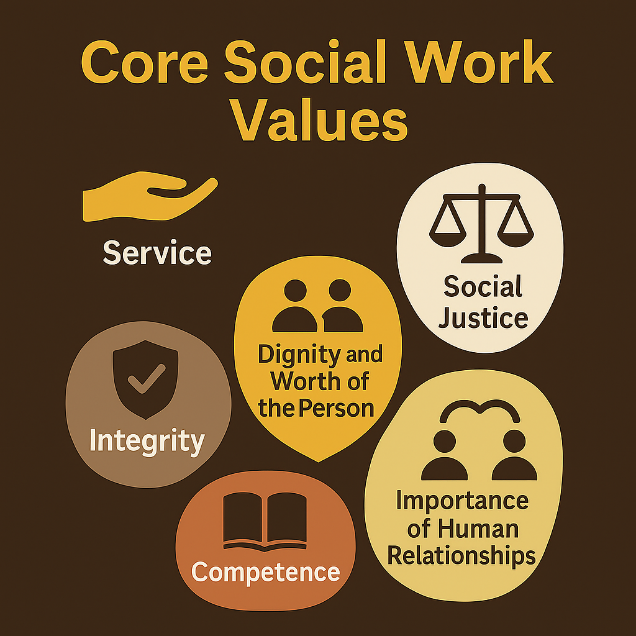 Core Social Work
Values
Service
Social
Justice
Dignity and
Worth of
the Person
Integrity
Importance
of Human
Relationships
Competence